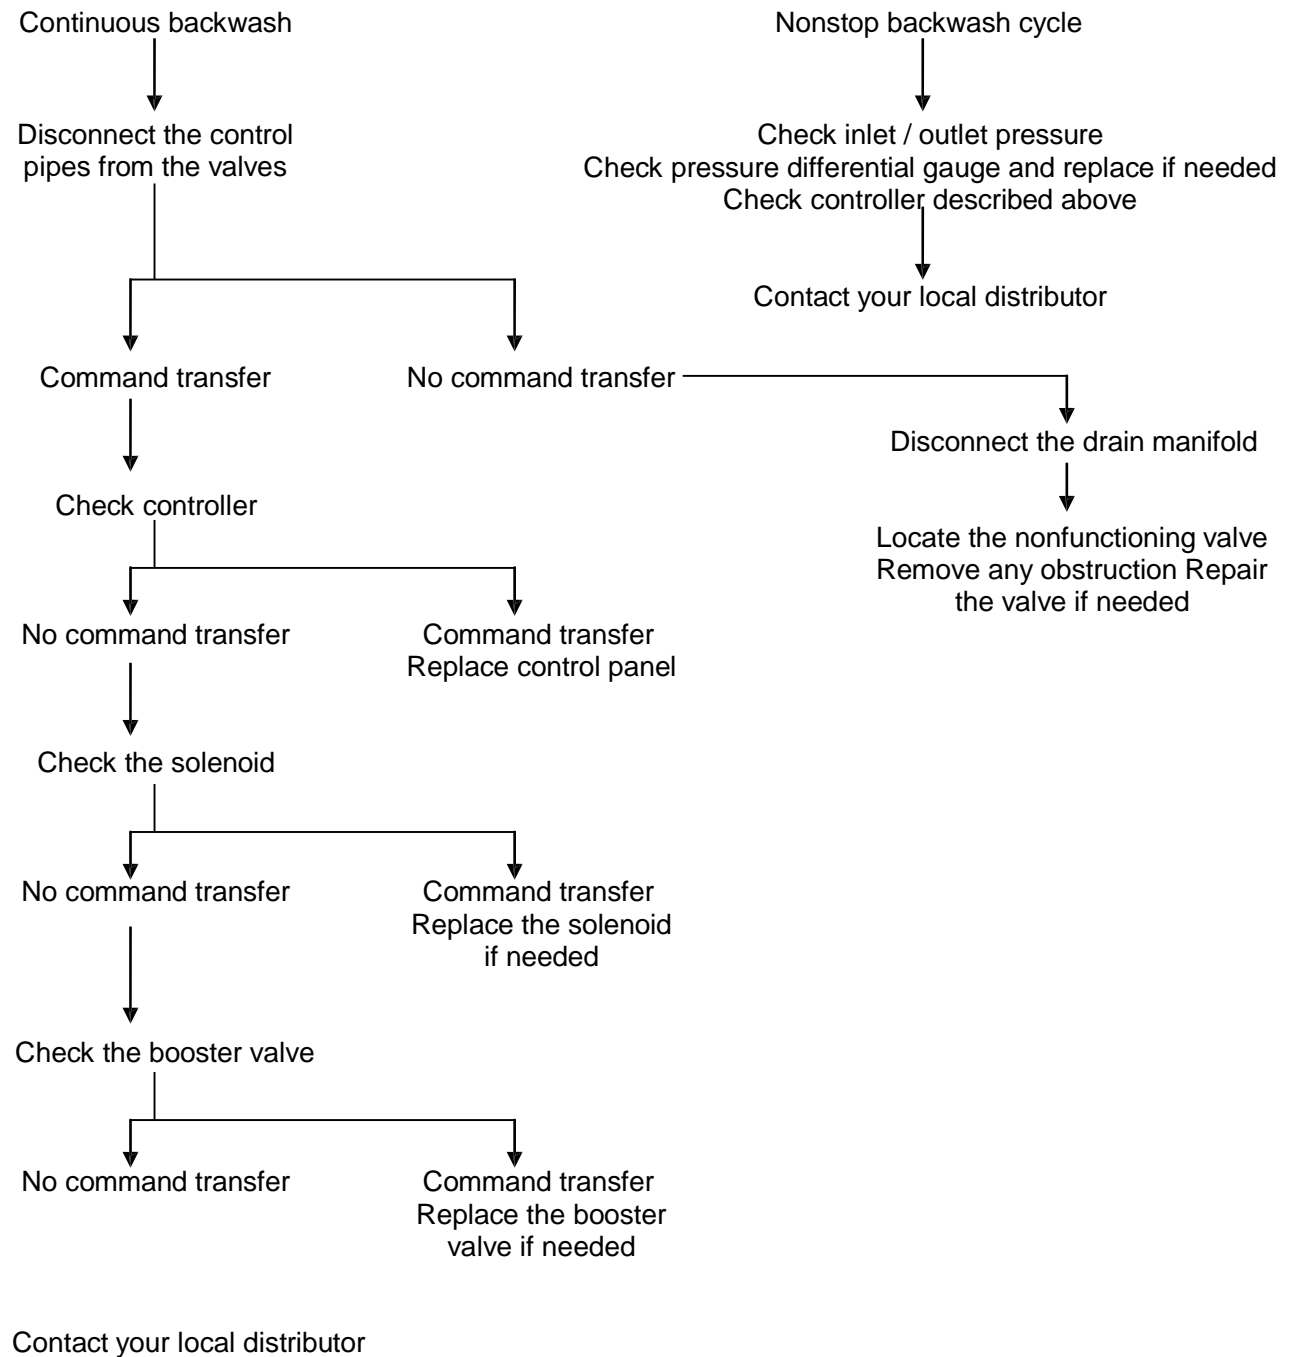 Continuous backwash
Disconnect the control
pipes from the valves
Nonstop backwash cycle
Check inlet / outlet pressure
Check pressure differential gauge and replace if needed
Check controller described above
Contact your local distributor
Command transfer
No command transfer
Disconnect the drain manifold
Locate the nonfunctioning valve
Remove any obstruction Repair
the valve if needed
Check controller
No command transfer
Command transfer
Replace control panel
Check the solenoid
No command transfer
Command transfer
Replace the solenoid
if needed
Check the booster valve
No command transfer
Command transfer
Replace the booster
valve if needed
Contact your local distributor